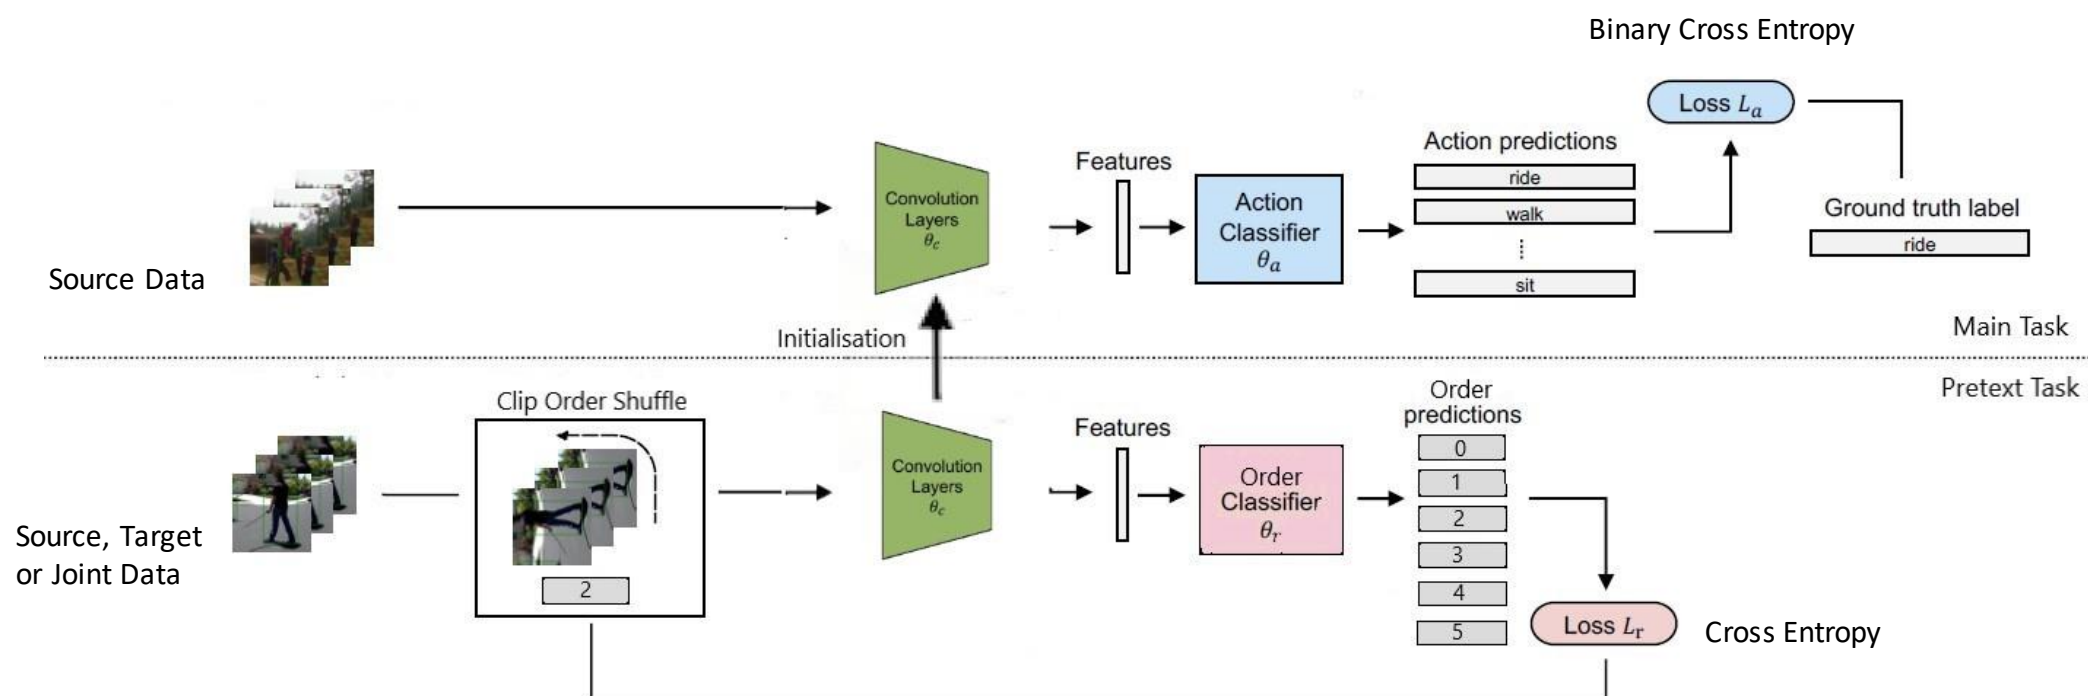 Binary Cross Entropy
Loss Lₐ
Action predictions
ride
walk
sit
Features
Convolution
Layers
θ_c
Action
Classifier
θ_a
Ground truth label
ride
Source Data
Initialisation
Main Task
Pretext Task
Clip Order Shuffle
2
Convolution
Layers
θ_c
Features
Order
Classifier
θ_r
Order
predictions
0
1
2
3
4
5
Source, Target
or Joint Data
Loss L_r
Cross Entropy